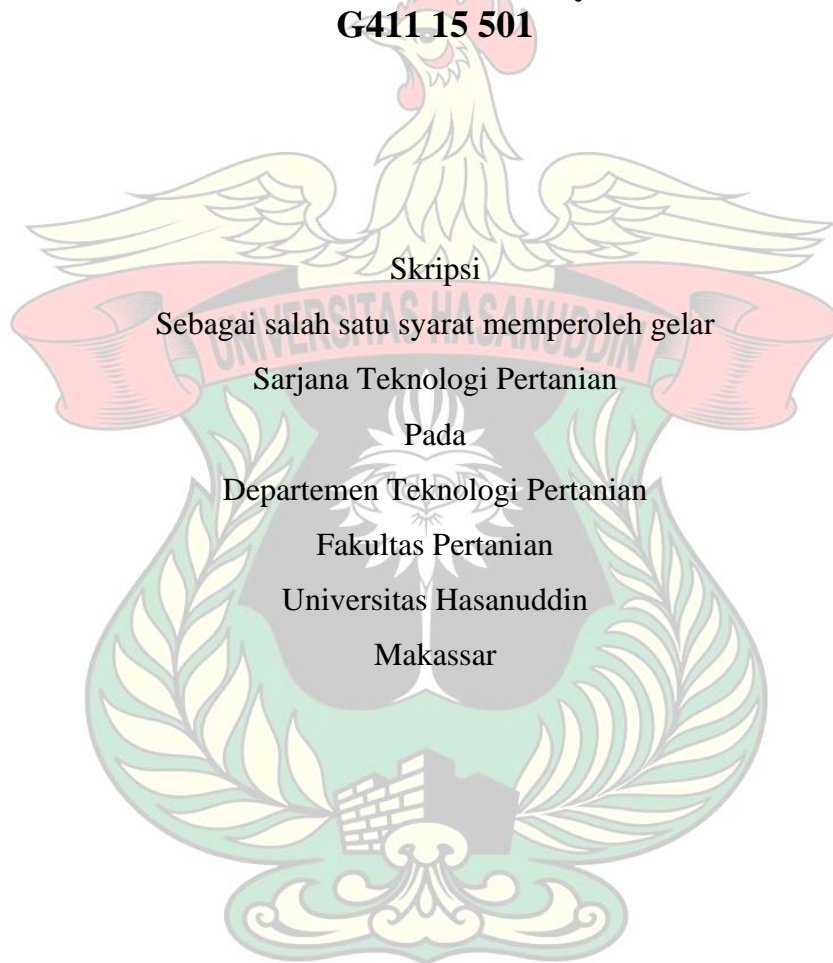 G411 15 501
Skripsi
UNIVERSITAS HASANUDDIN
Sebagai salah satu syarat memperoleh gelar
Sarjana Teknologi Pertanian
Pada
Departemen Teknologi Pertanian
Fakultas Pertanian
Universitas Hasanuddin
Makassar